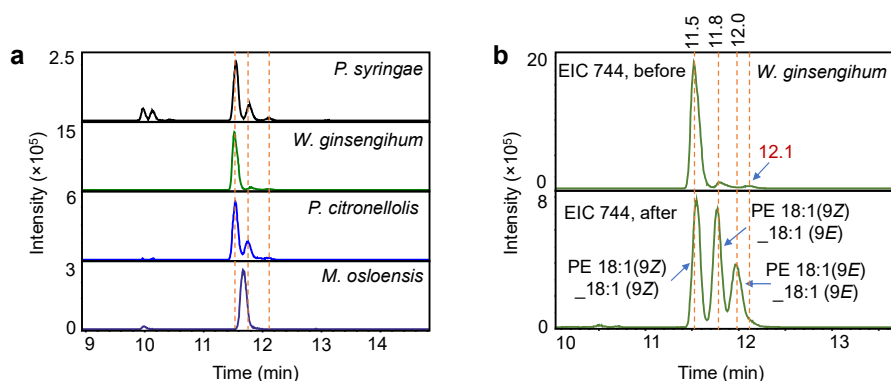 a
2.5
P. syringae
0
15
W. ginsengihum
0
6
P. citronellolis
0
3
M. osloensis
0
9 10 11 12 13 14
Time (min)
Intensity (×10⁵)
b
11.5
11.8
12.0
20
EIC 744, before
W. ginsengihum
12.1
0
8
EIC 744, after
PE 18:1(9Z)
_18:1 (9E)
PE 18:1(9Z)
_18:1 (9Z)
PE 18:1(9E)
_18:1 (9E)
0
10 11 12 13
Time (min)
Intensity (×10⁵)